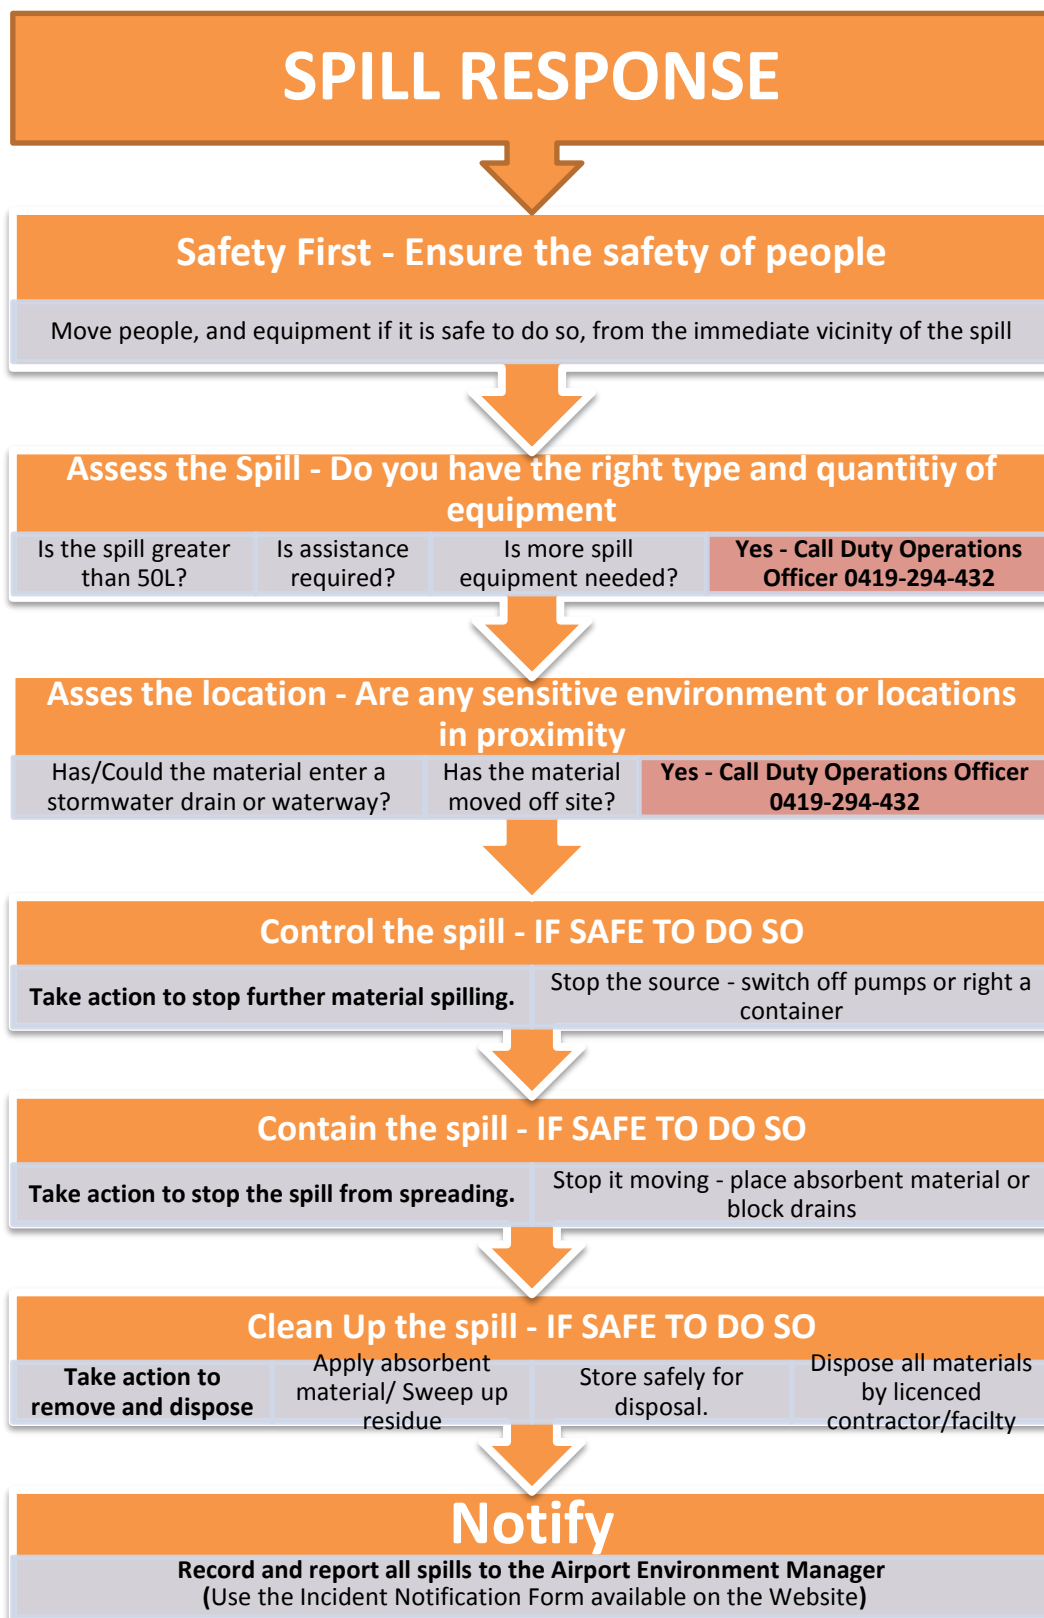 SPILL RESPONSE
Safety First - Ensure the safety of people
Move people, and equipment if it is safe to do so, from the immediate vicinity of the spill
Assess the Spill - Do you have the right type and quantitiy of
equipment
Is the spill greater
than 50L?
Is assistance
required?
Is more spill
equipment needed?
Yes - Call Duty Operations
Officer 0419-294-432
Asses the location - Are any sensitive environment or locations
in proximity
Has/Could the material enter a
stormwater drain or waterway?
Has the material
moved off site?
Yes - Call Duty Operations Officer
0419-294-432
Control the spill - IF SAFE TO DO SO
Take action to stop further material spilling.
Stop the source - switch off pumps or right a
container
Contain the spill - IF SAFE TO DO SO
Take action to stop the spill from spreading.
Stop it moving - place absorbent material or
block drains
Clean Up the spill - IF SAFE TO DO SO
Take action to
remove and dispose
Apply absorbent
material/ Sweep up
residue
Store safely for
disposal.
Dispose all materials
by licenced
contractor/facilty
Notify
Record and report all spills to the Airport Environment Manager
(Use the Incident Notification Form available on the Website)